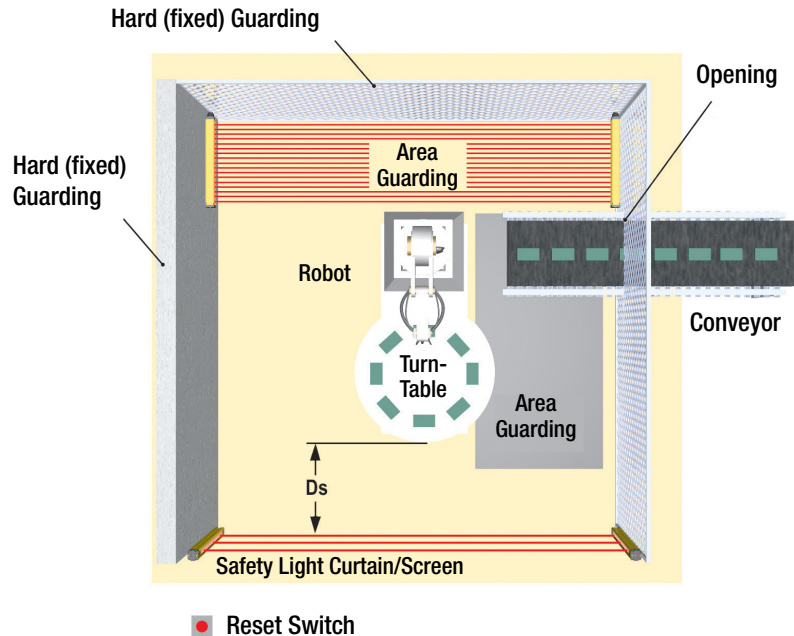 Hard (fixed) Guarding
Opening
Area
Guarding
Hard (fixed)
Guarding
Robot
Conveyor
Turn-
Table
Area
Guarding
Ds
Safety Light Curtain/Screen
Reset Switch